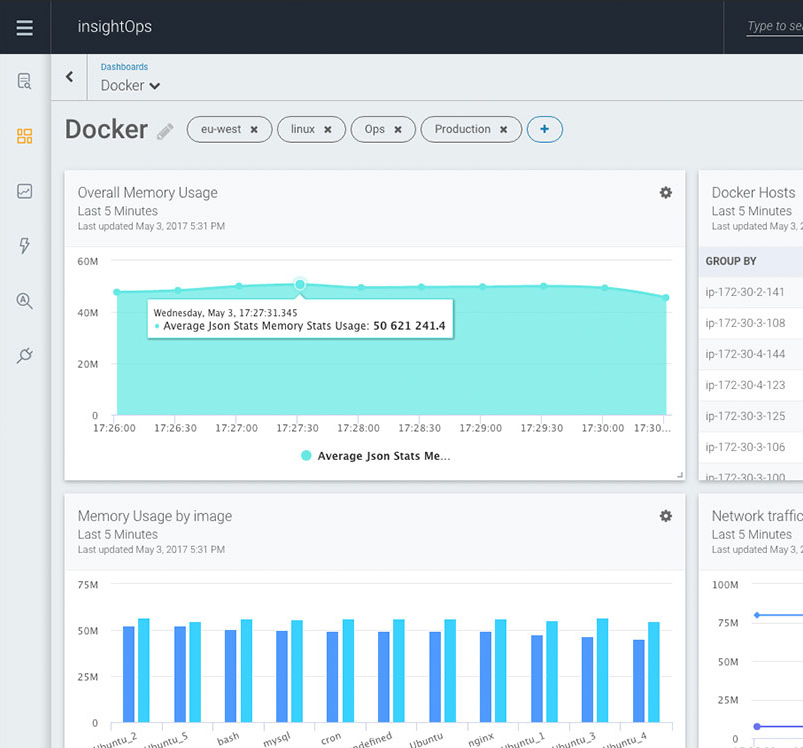 insightOps
Type to
Dashboards
Docker
Docker
eu-west
linux
Ops
Production
+
Overall Memory Usage
Last 5 Minutes
Last updated May 3, 2017 5:31 PM
60M
40M
20M
0
Wednesday, May 3, 17:27:31.345
Average Json Stats Memory Stats Usage: 50 621 241.4
17:26:00 17:26:30 17:27:00 17:27:30 17:28:00 17:28:30 17:29:00 17:29:30 17:30:00 17:30...
Average Json Stats Me...
Docker Hosts
Last 5 Minutes
Last updated May 3,
GROUP BY
ip-172-30-2-141
ip-172-30-3-108
ip-172-30-4-144
ip-172-30-4-123
ip-172-30-3-125
ip-172-30-3-106
ip-172-30-3-100
Memory Usage by image
Last 5 Minutes
Last updated May 3, 2017 5:31 PM
75M
50M
25M
0
ubuntu_2 ubuntu_5 bash mysql cron Ubuntu nginx ubuntu_1 ubuntu_3 ubuntu_4
Network traffic
Last 5 Minutes
Last updated May 3,
100M
75M
50M
25M
0